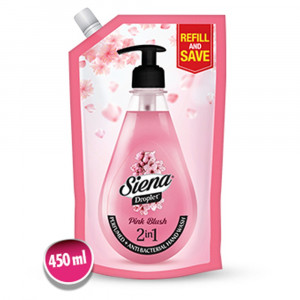 REFILL
AND
SAVE
Siena
Droplet
Pink Blush
2in1
PERFUMED + ANTIBACTERIAL HAND WASH
450 ml